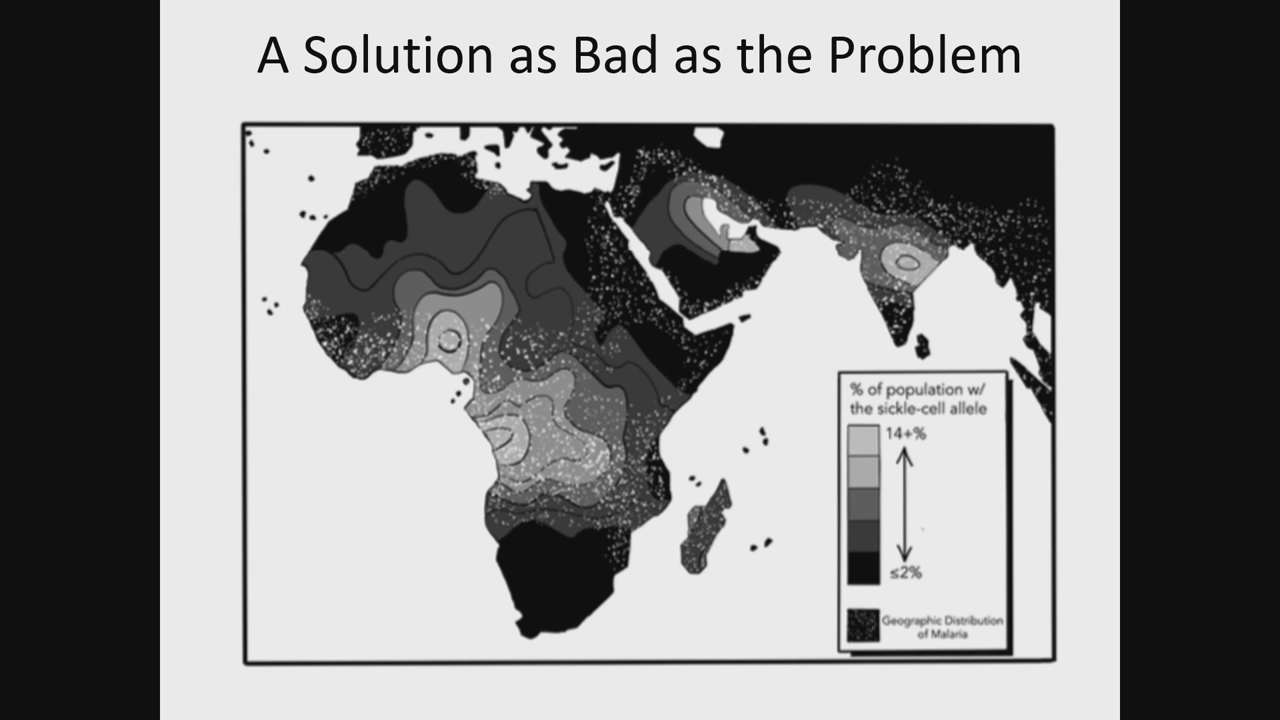 A Solution as Bad as the Problem
% of population w/
the sickle-cell allele
14+%
≤2%
Geographic Distribution
of Malaria